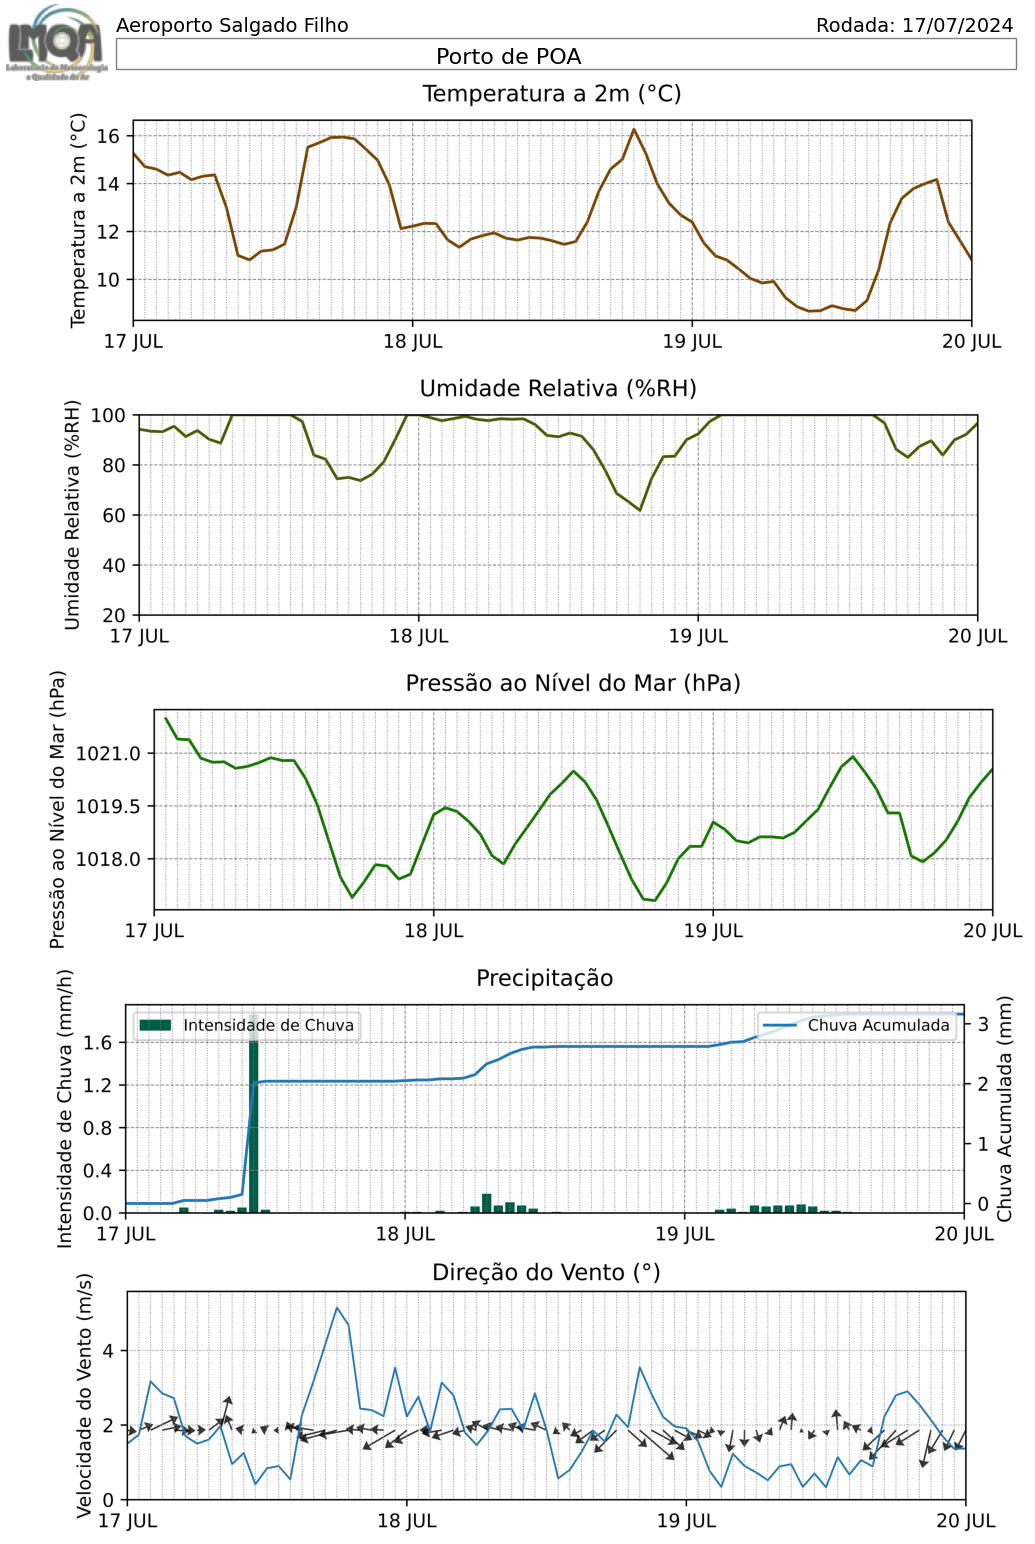 LMQA
Laboratório de Meteorologia
e Qualidade do Ar
Aeroporto Salgado Filho
Rodada: 17/07/2024
Porto de POA
Temperatura a 2m (°C)
Temperatura a 2m (°C)
16
14
12
10
17 JUL
18 JUL
19 JUL
20 JUL
Umidade Relativa (%RH)
Umidade Relativa (%RH)
100
80
60
40
20
17 JUL
18 JUL
19 JUL
20 JUL
Pressão ao Nível do Mar (hPa)
Pressão ao Nível do Mar (hPa)
1021.0
1019.5
1018.0
17 JUL
18 JUL
19 JUL
20 JUL
Precipitação
Intensidade de Chuva (mm/h)
Intensidade de Chuva
Chuva Acumulada
1.6
1.2
0.8
0.4
0.0
3
2
1
0
Chuva Acumulada (mm)
17 JUL
18 JUL
19 JUL
20 JUL
Direção do Vento (°)
Velocidade do Vento (m/s)
4
2
0
17 JUL
18 JUL
19 JUL
20 JUL